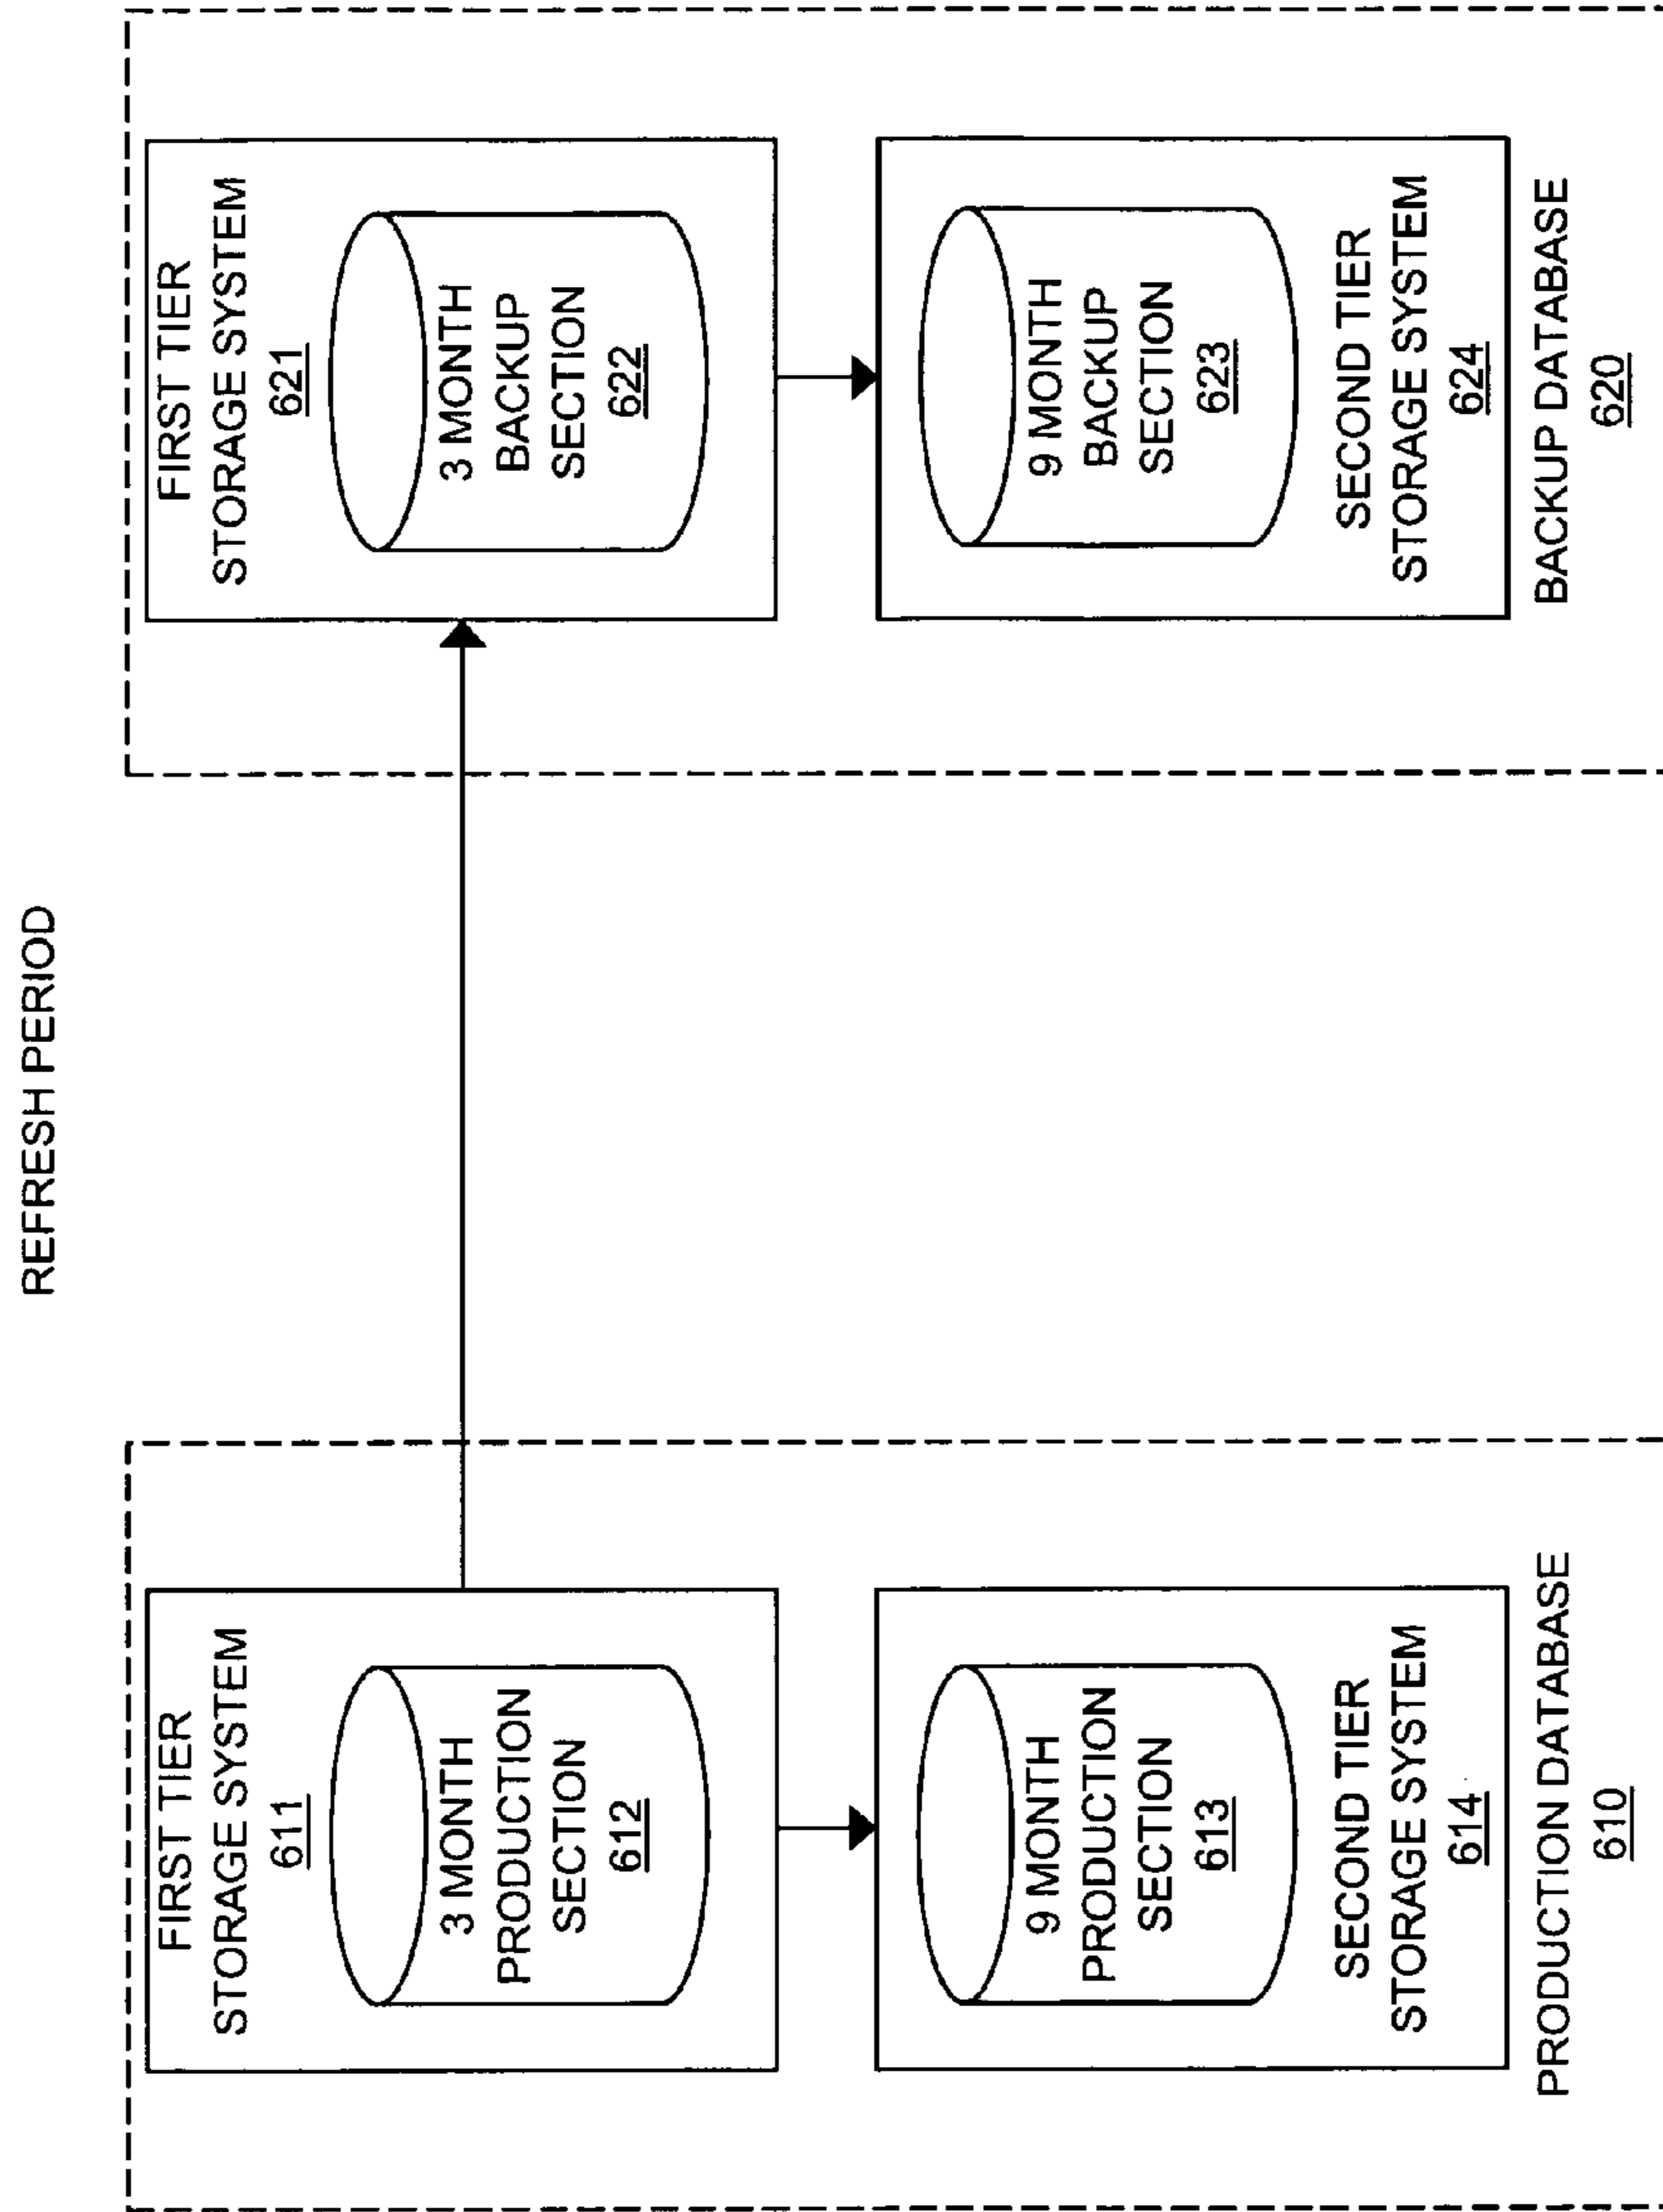 REFRESH PERIOD
FIRST TIER
STORAGE SYSTEM
611
3 MONTH
PRODUCTION
SECTION
612
9 MONTH
PRODUCTION
SECTION
613
SECOND TIER
STORAGE SYSTEM
614
PRODUCTION DATABASE
610
FIRST TIER
STORAGE SYSTEM
621
3 MONTH
BACKUP
SECTION
622
9 MONTH
BACKUP
SECTION
623
SECOND TIER
STORAGE SYSTEM
624
BACKUP DATABASE
620